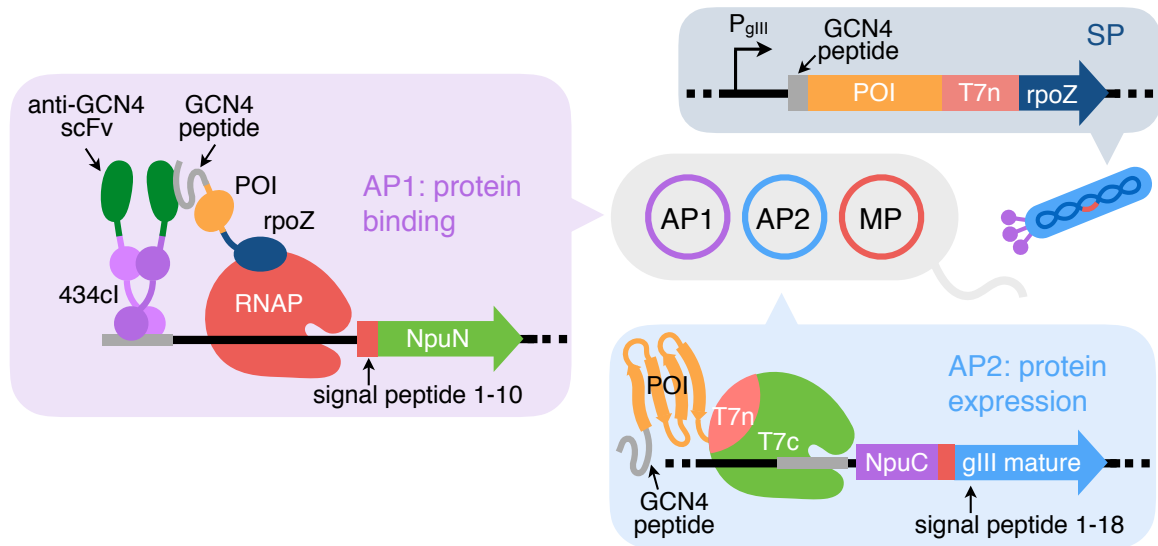 anti-GCN4
scFv
GCN4
peptide
POI
rpoZ
AP1: protein
binding
434cI
RNAP
NpuN
signal peptide 1-10
PgIII
GCN4
peptide
SP
POI
T7n
rpoZ
AP1
AP2
MP
POI
T7n
T7c
AP2: protein
expression
NpuC
gIII mature
GCN4
peptide
signal peptide 1-18